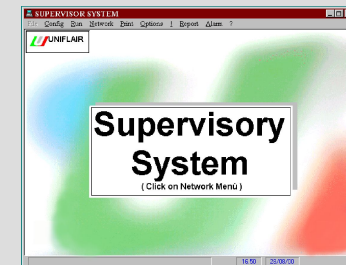 SUPERVISOR SYSTEM
File Config Run Network Print Options ! Report Alarm ?
UNIFLAIR
Supervisory
System
( Click on Network Menù )
16.50 29/08/00